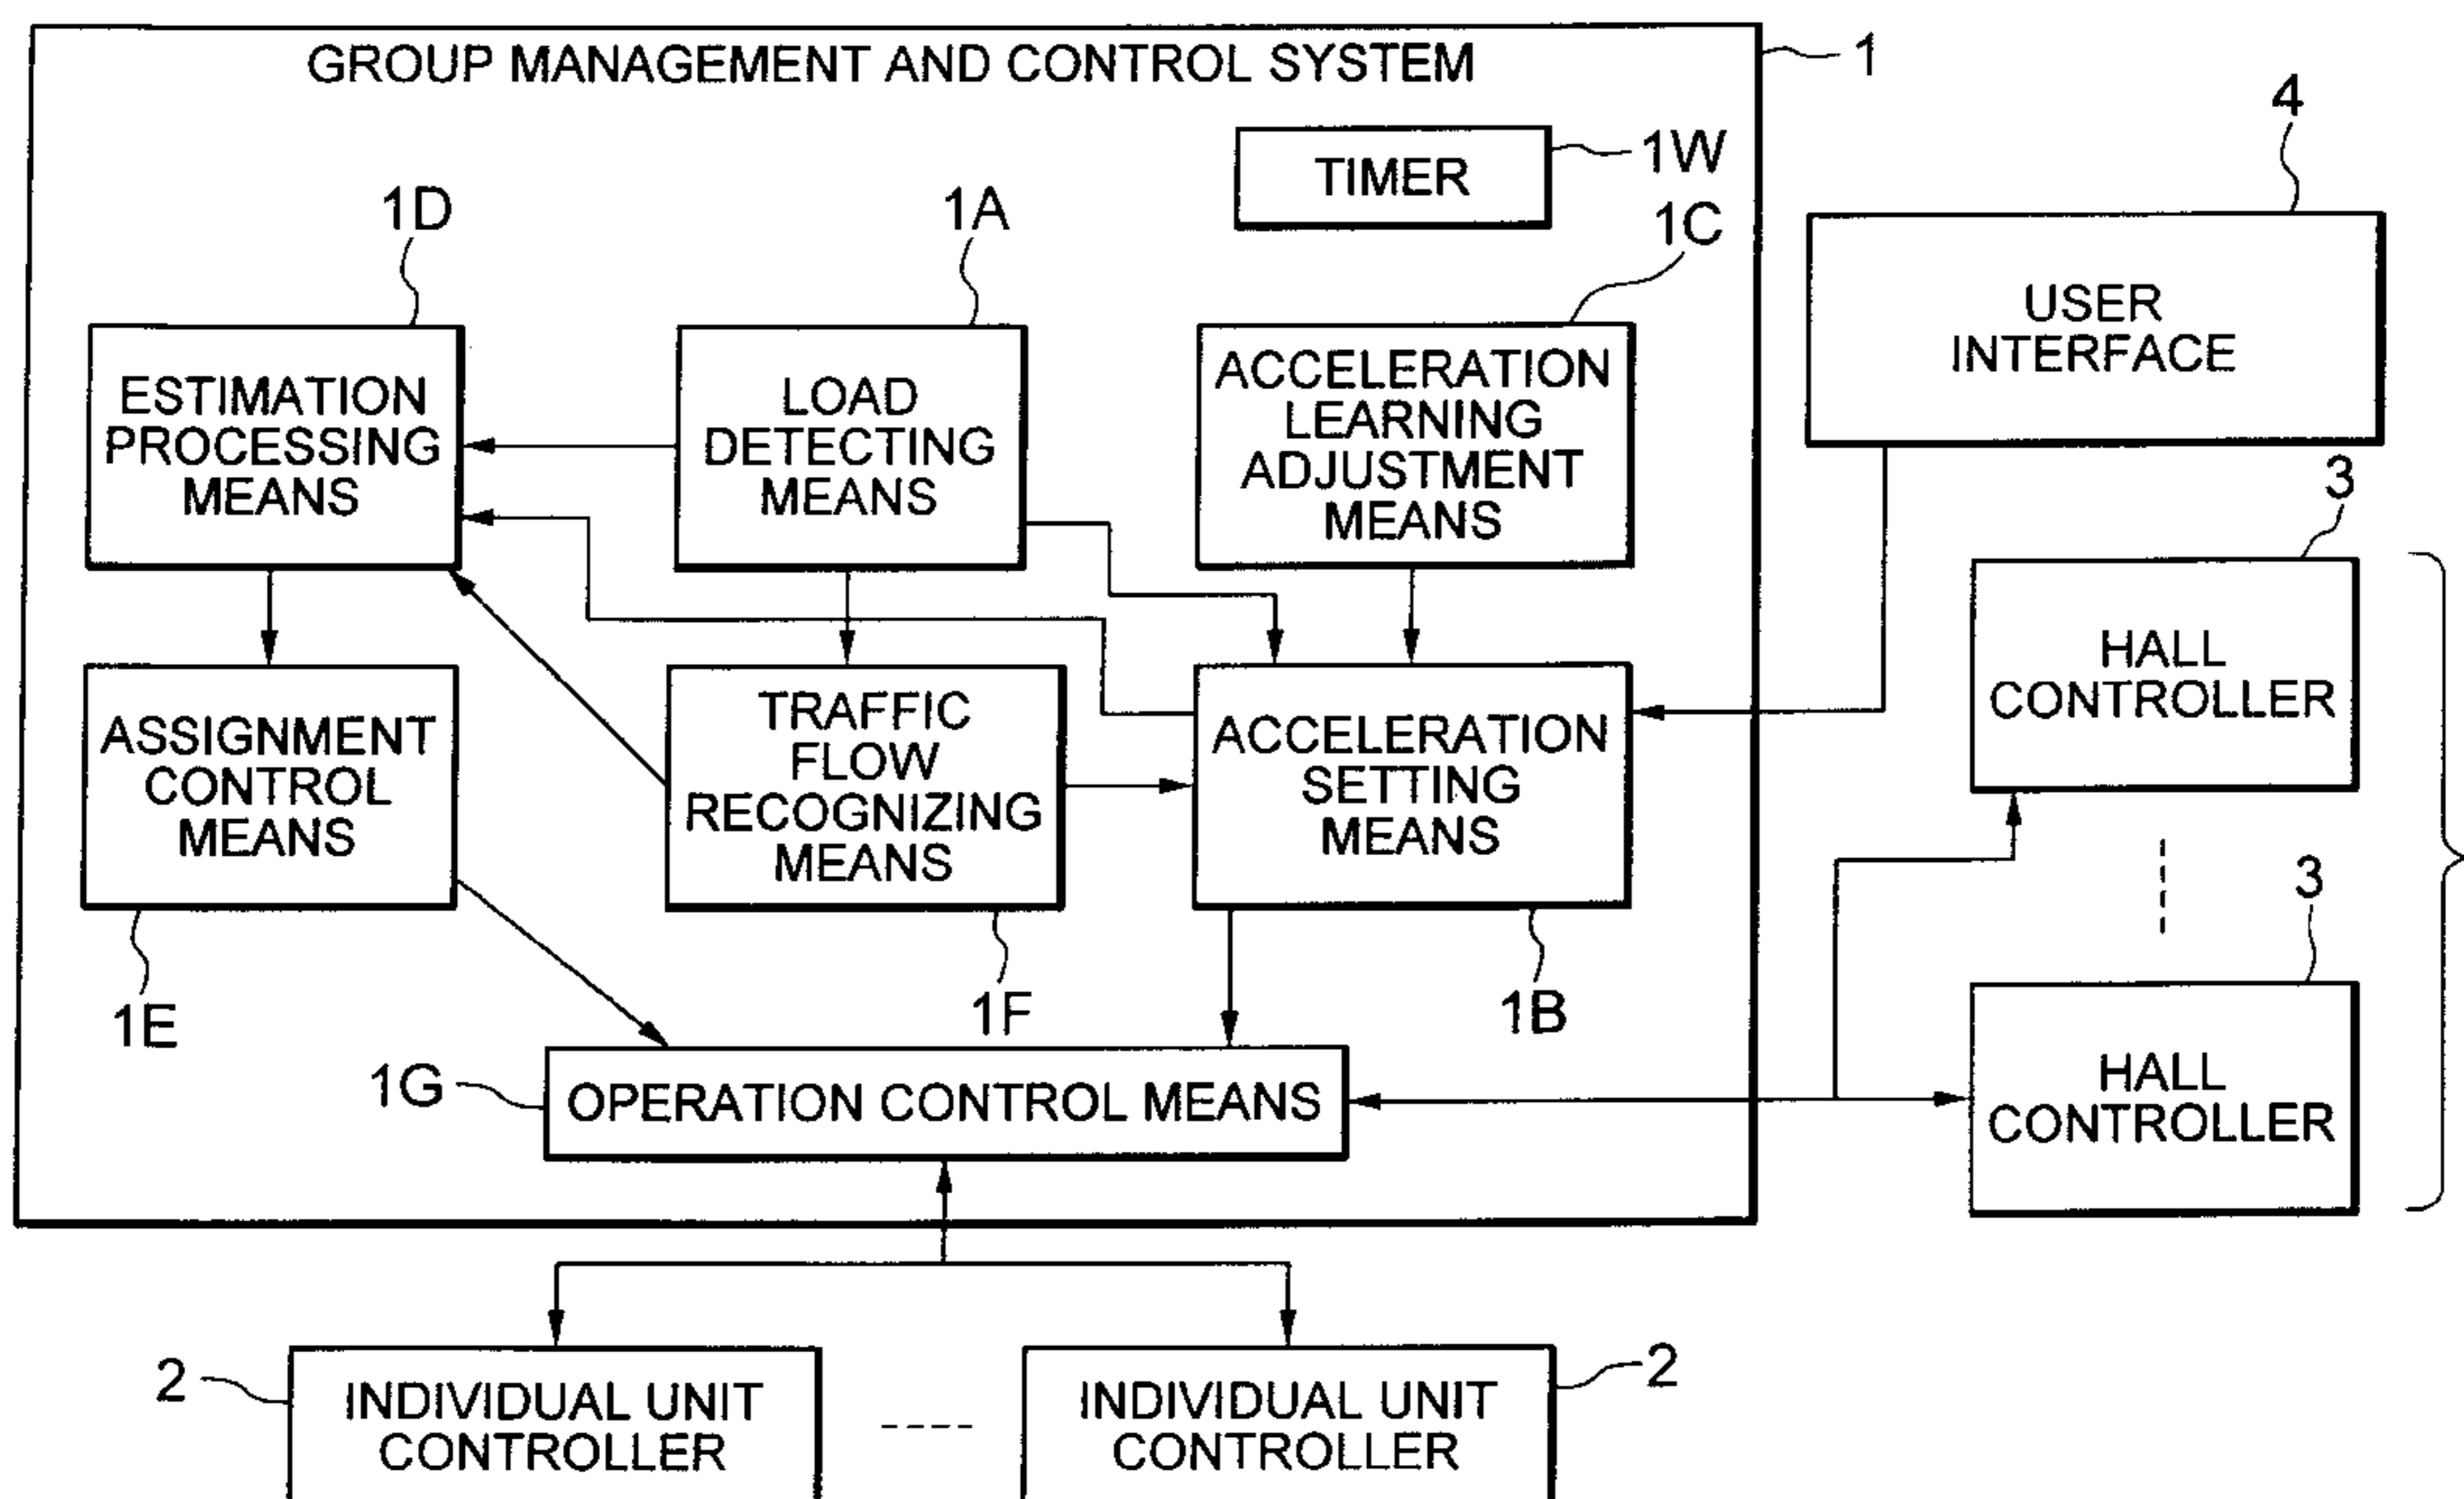 GROUP MANAGEMENT AND CONTROL SYSTEM
1
4
TIMER
1W
1D
1A
1C
USER
INTERFACE
ESTIMATION
PROCESSING
MEANS
LOAD
DETECTING
MEANS
ACCELERATION
LEARNING
ADJUSTMENT
MEANS
3
HALL
CONTROLLER
ASSIGNMENT
CONTROL
MEANS
TRAFFIC
FLOW
RECOGNIZING
MEANS
ACCELERATION
SETTING
MEANS
3
1E
1F
1B
HALL
CONTROLLER
1G
OPERATION CONTROL MEANS
2
INDIVIDUAL UNIT
CONTROLLER
INDIVIDUAL UNIT
CONTROLLER
2